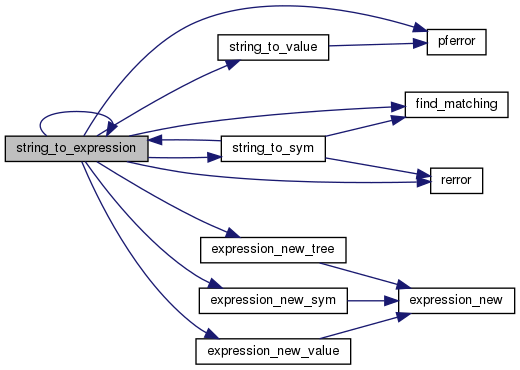 pferror
string_to_value
find_matching
string_to_expression
string_to_sym
rerror
expression_new_tree
expression_new_sym
expression_new
expression_new_value